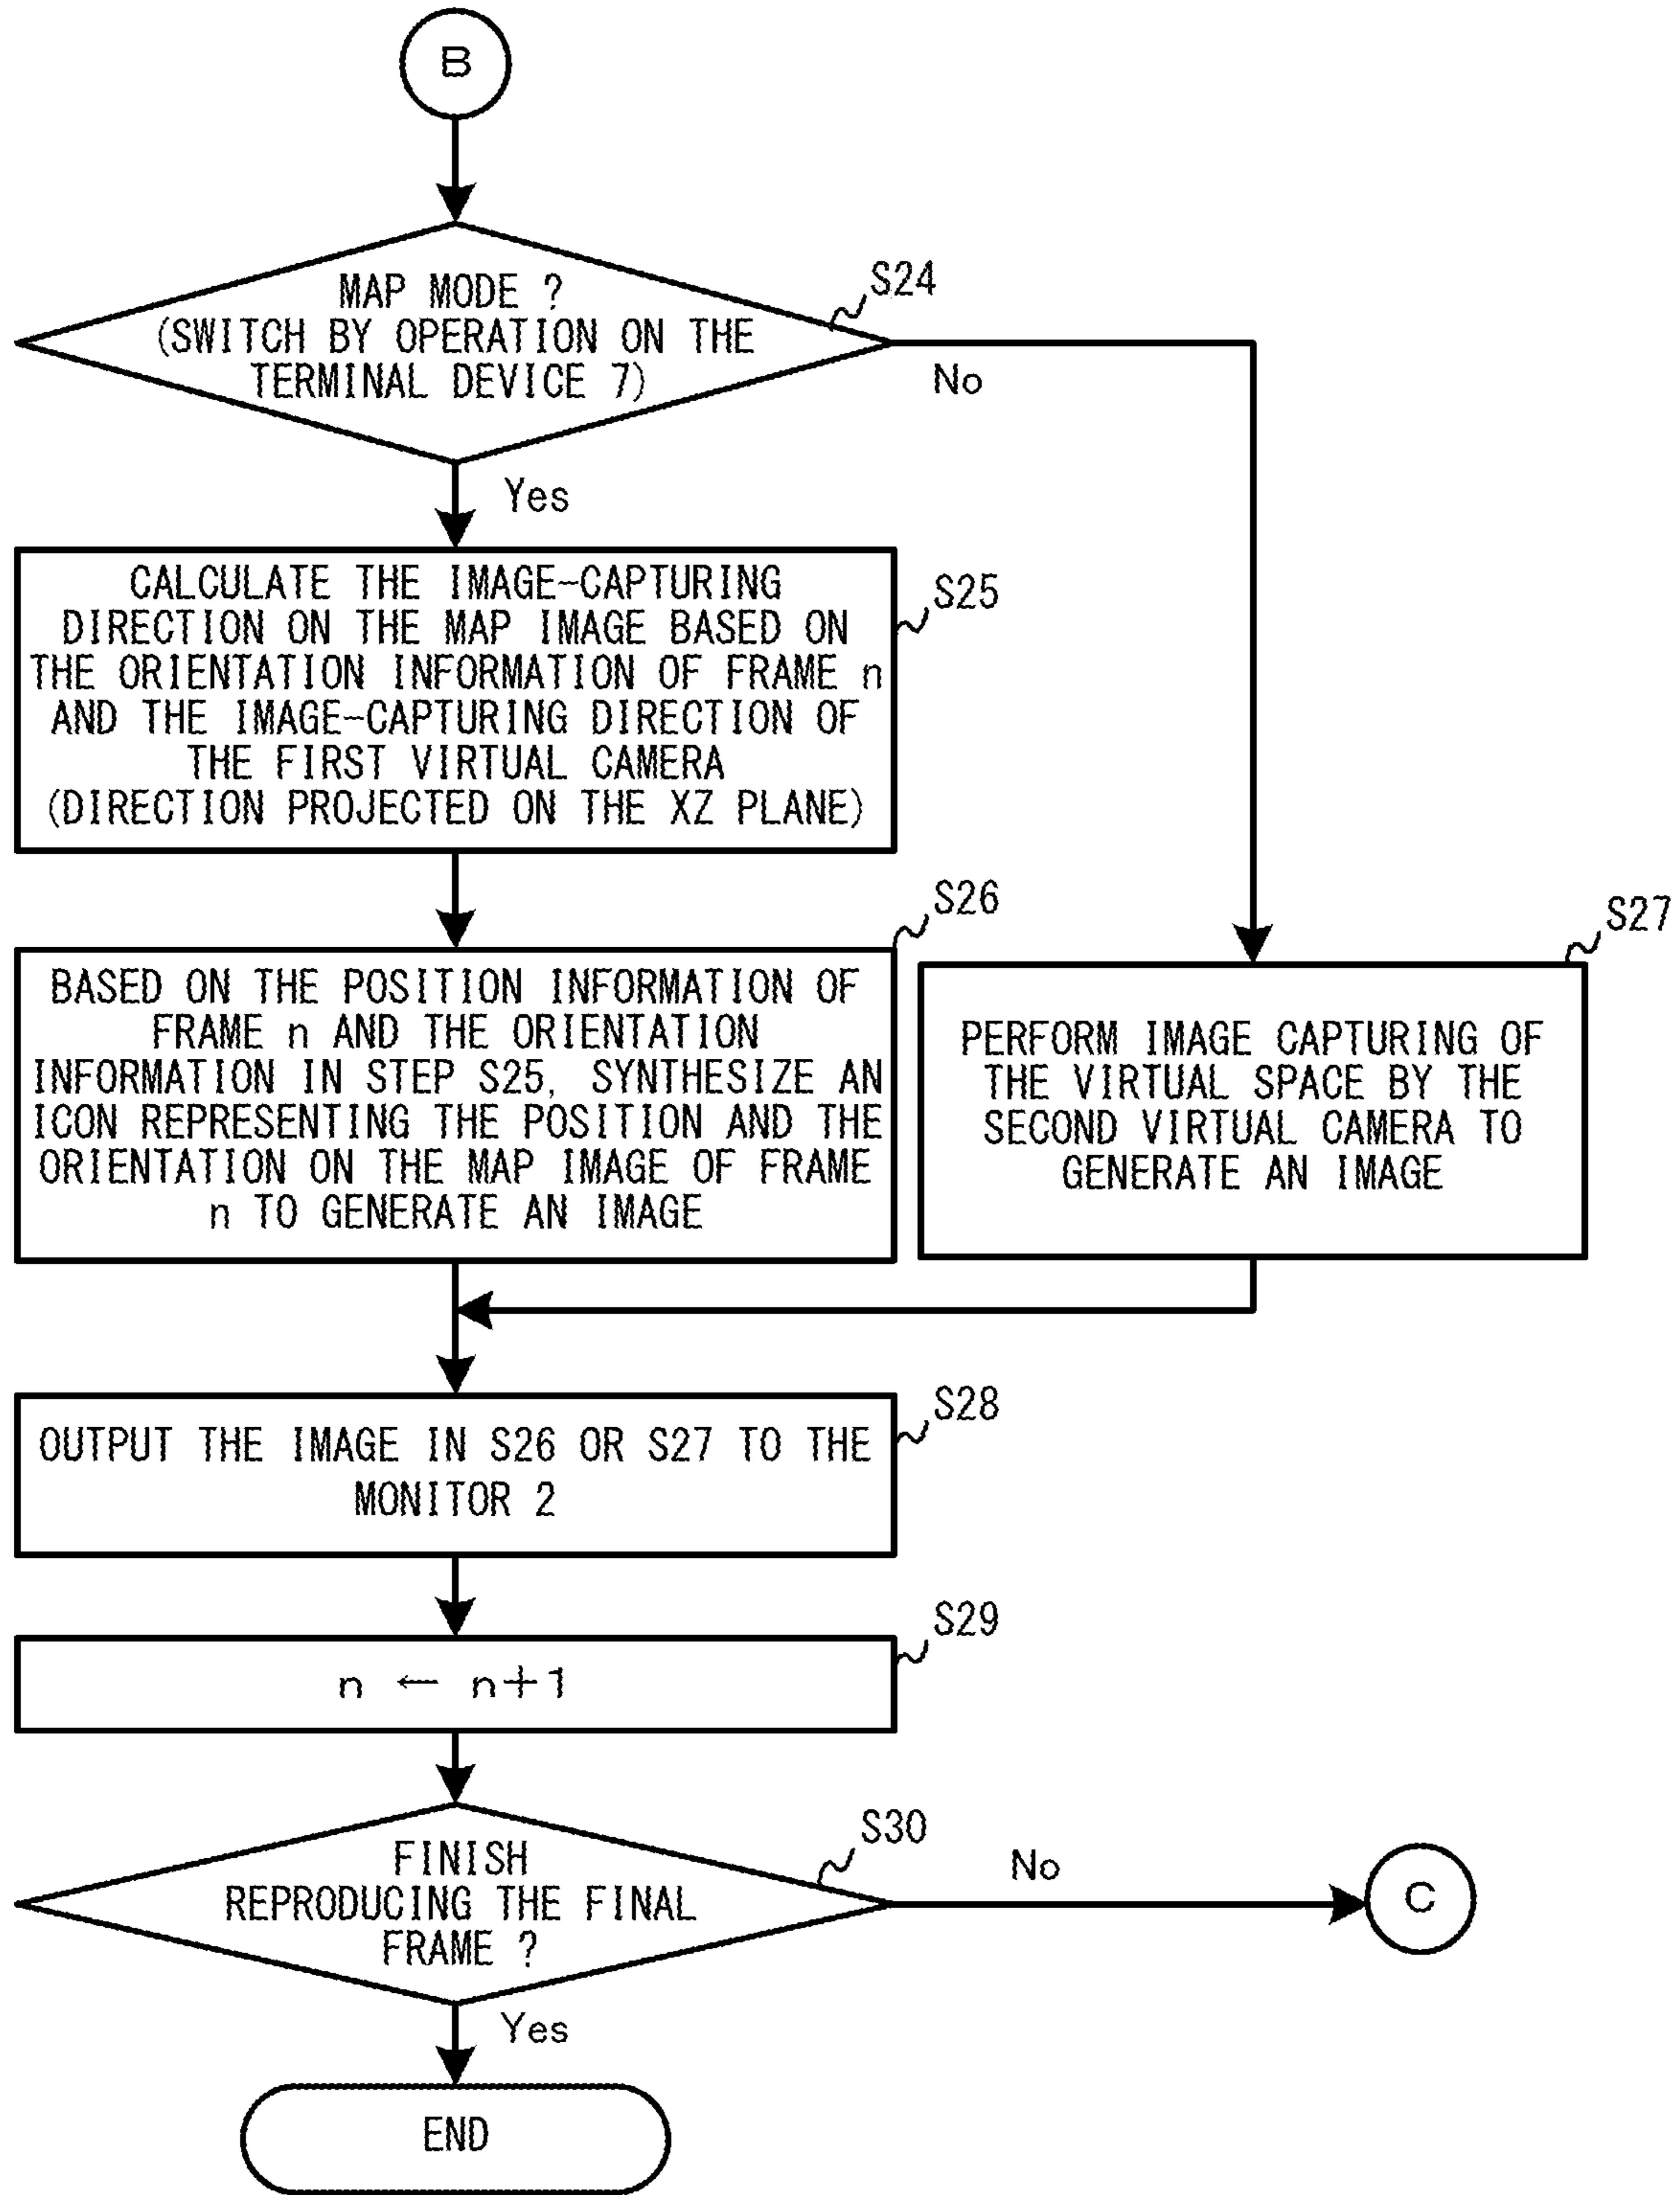 B
MAP MODE ?
(SWITCH BY OPERATION ON THE
TERMINAL DEVICE 7)
S24
No
Yes
CALCULATE THE IMAGE-CAPTURING
DIRECTION ON THE MAP IMAGE BASED ON
THE ORIENTATION INFORMATION OF FRAME n
AND THE IMAGE-CAPTURING DIRECTION OF
THE FIRST VIRTUAL CAMERA
(DIRECTION PROJECTED ON THE XZ PLANE)
S25
BASED ON THE POSITION INFORMATION OF
FRAME n AND THE ORIENTATION
INFORMATION IN STEP S25, SYNTHESIZE AN
ICON REPRESENTING THE POSITION AND THE
ORIENTATION ON THE MAP IMAGE OF FRAME
n TO GENERATE AN IMAGE
S26
PERFORM IMAGE CAPTURING OF
THE VIRTUAL SPACE BY THE
SECOND VIRTUAL CAMERA TO
GENERATE AN IMAGE
S27
OUTPUT THE IMAGE IN S26 OR S27 TO THE
MONITOR 2
S28
n ← n+1
S29
FINISH
REPRODUCING THE FINAL
FRAME ?
S30
No
C
Yes
END